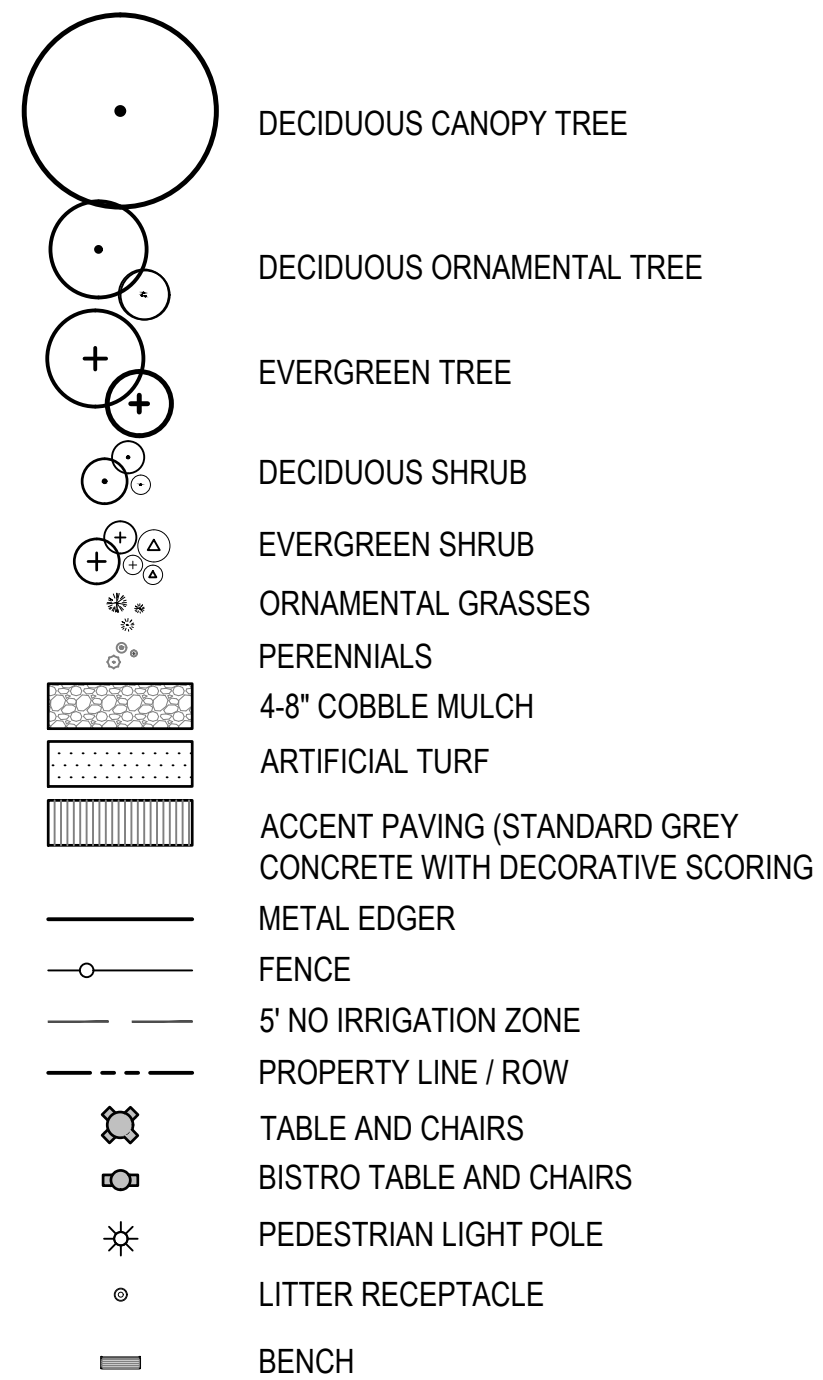 DECIDUOUS CANOPY TREE
DECIDUOUS ORNAMENTAL TREE
EVERGREEN TREE
DECIDUOUS SHRUB
EVERGREEN SHRUB
ORNAMENTAL GRASSES
PERENNIALS
4-8" COBBLE MULCH
ARTIFICIAL TURF
ACCENT PAVING (STANDARD GREY
CONCRETE WITH DECORATIVE SCORING
METAL EDGER
FENCE
5' NO IRRIGATION ZONE
PROPERTY LINE / ROW
TABLE AND CHAIRS
BISTRO TABLE AND CHAIRS
PEDESTRIAN LIGHT POLE
LITTER RECEPTACLE
BENCH